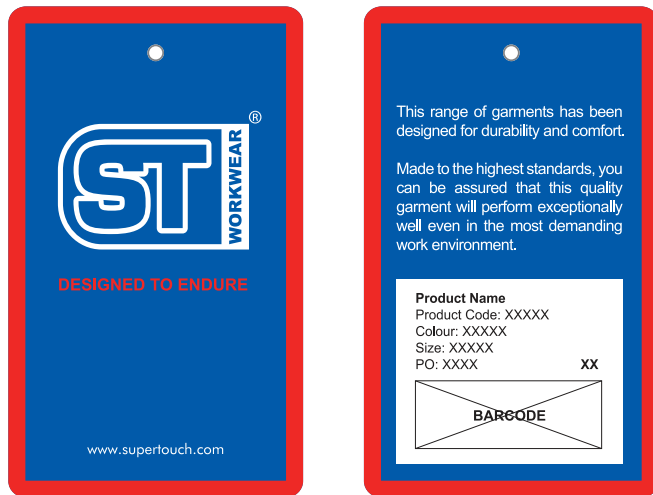 ST
WORKWEAR
®
DESIGNED TO ENDURE
www.supertouch.com
This range of garments has been
designed for durability and comfort.
Made to the highest standards, you
can be assured that this quality
garment will perform exceptionally
well even in the most demanding
work environment.
Product Name
Product Code: XXXXX
Colour: XXXXX
Size: XXXXX
PO: XXXX XX
BARCODE